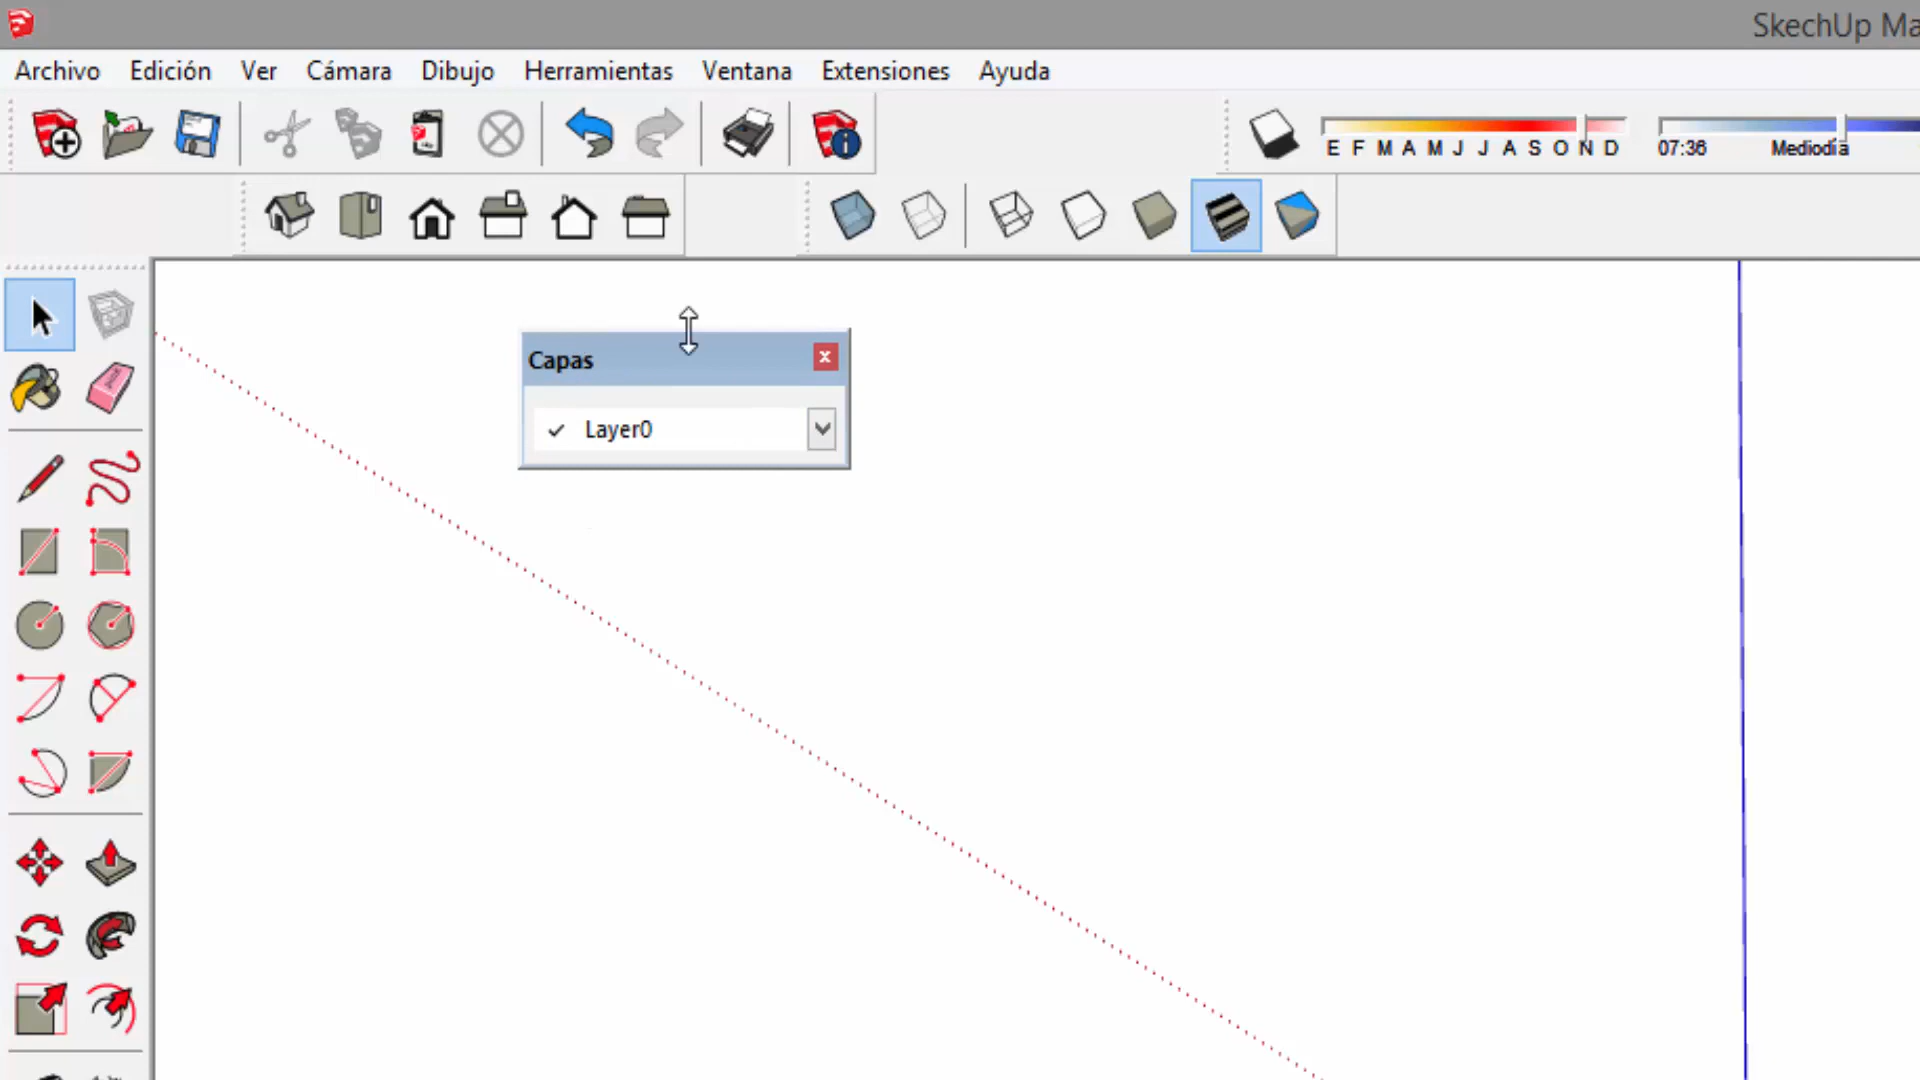 SkechUp Ma
Archivo Edición Ver Cámara Dibujo Herramientas Ventana Extensiones Ayuda
E F M A M J J A S O N D 07:36 Mediodía
Capas
Layer0